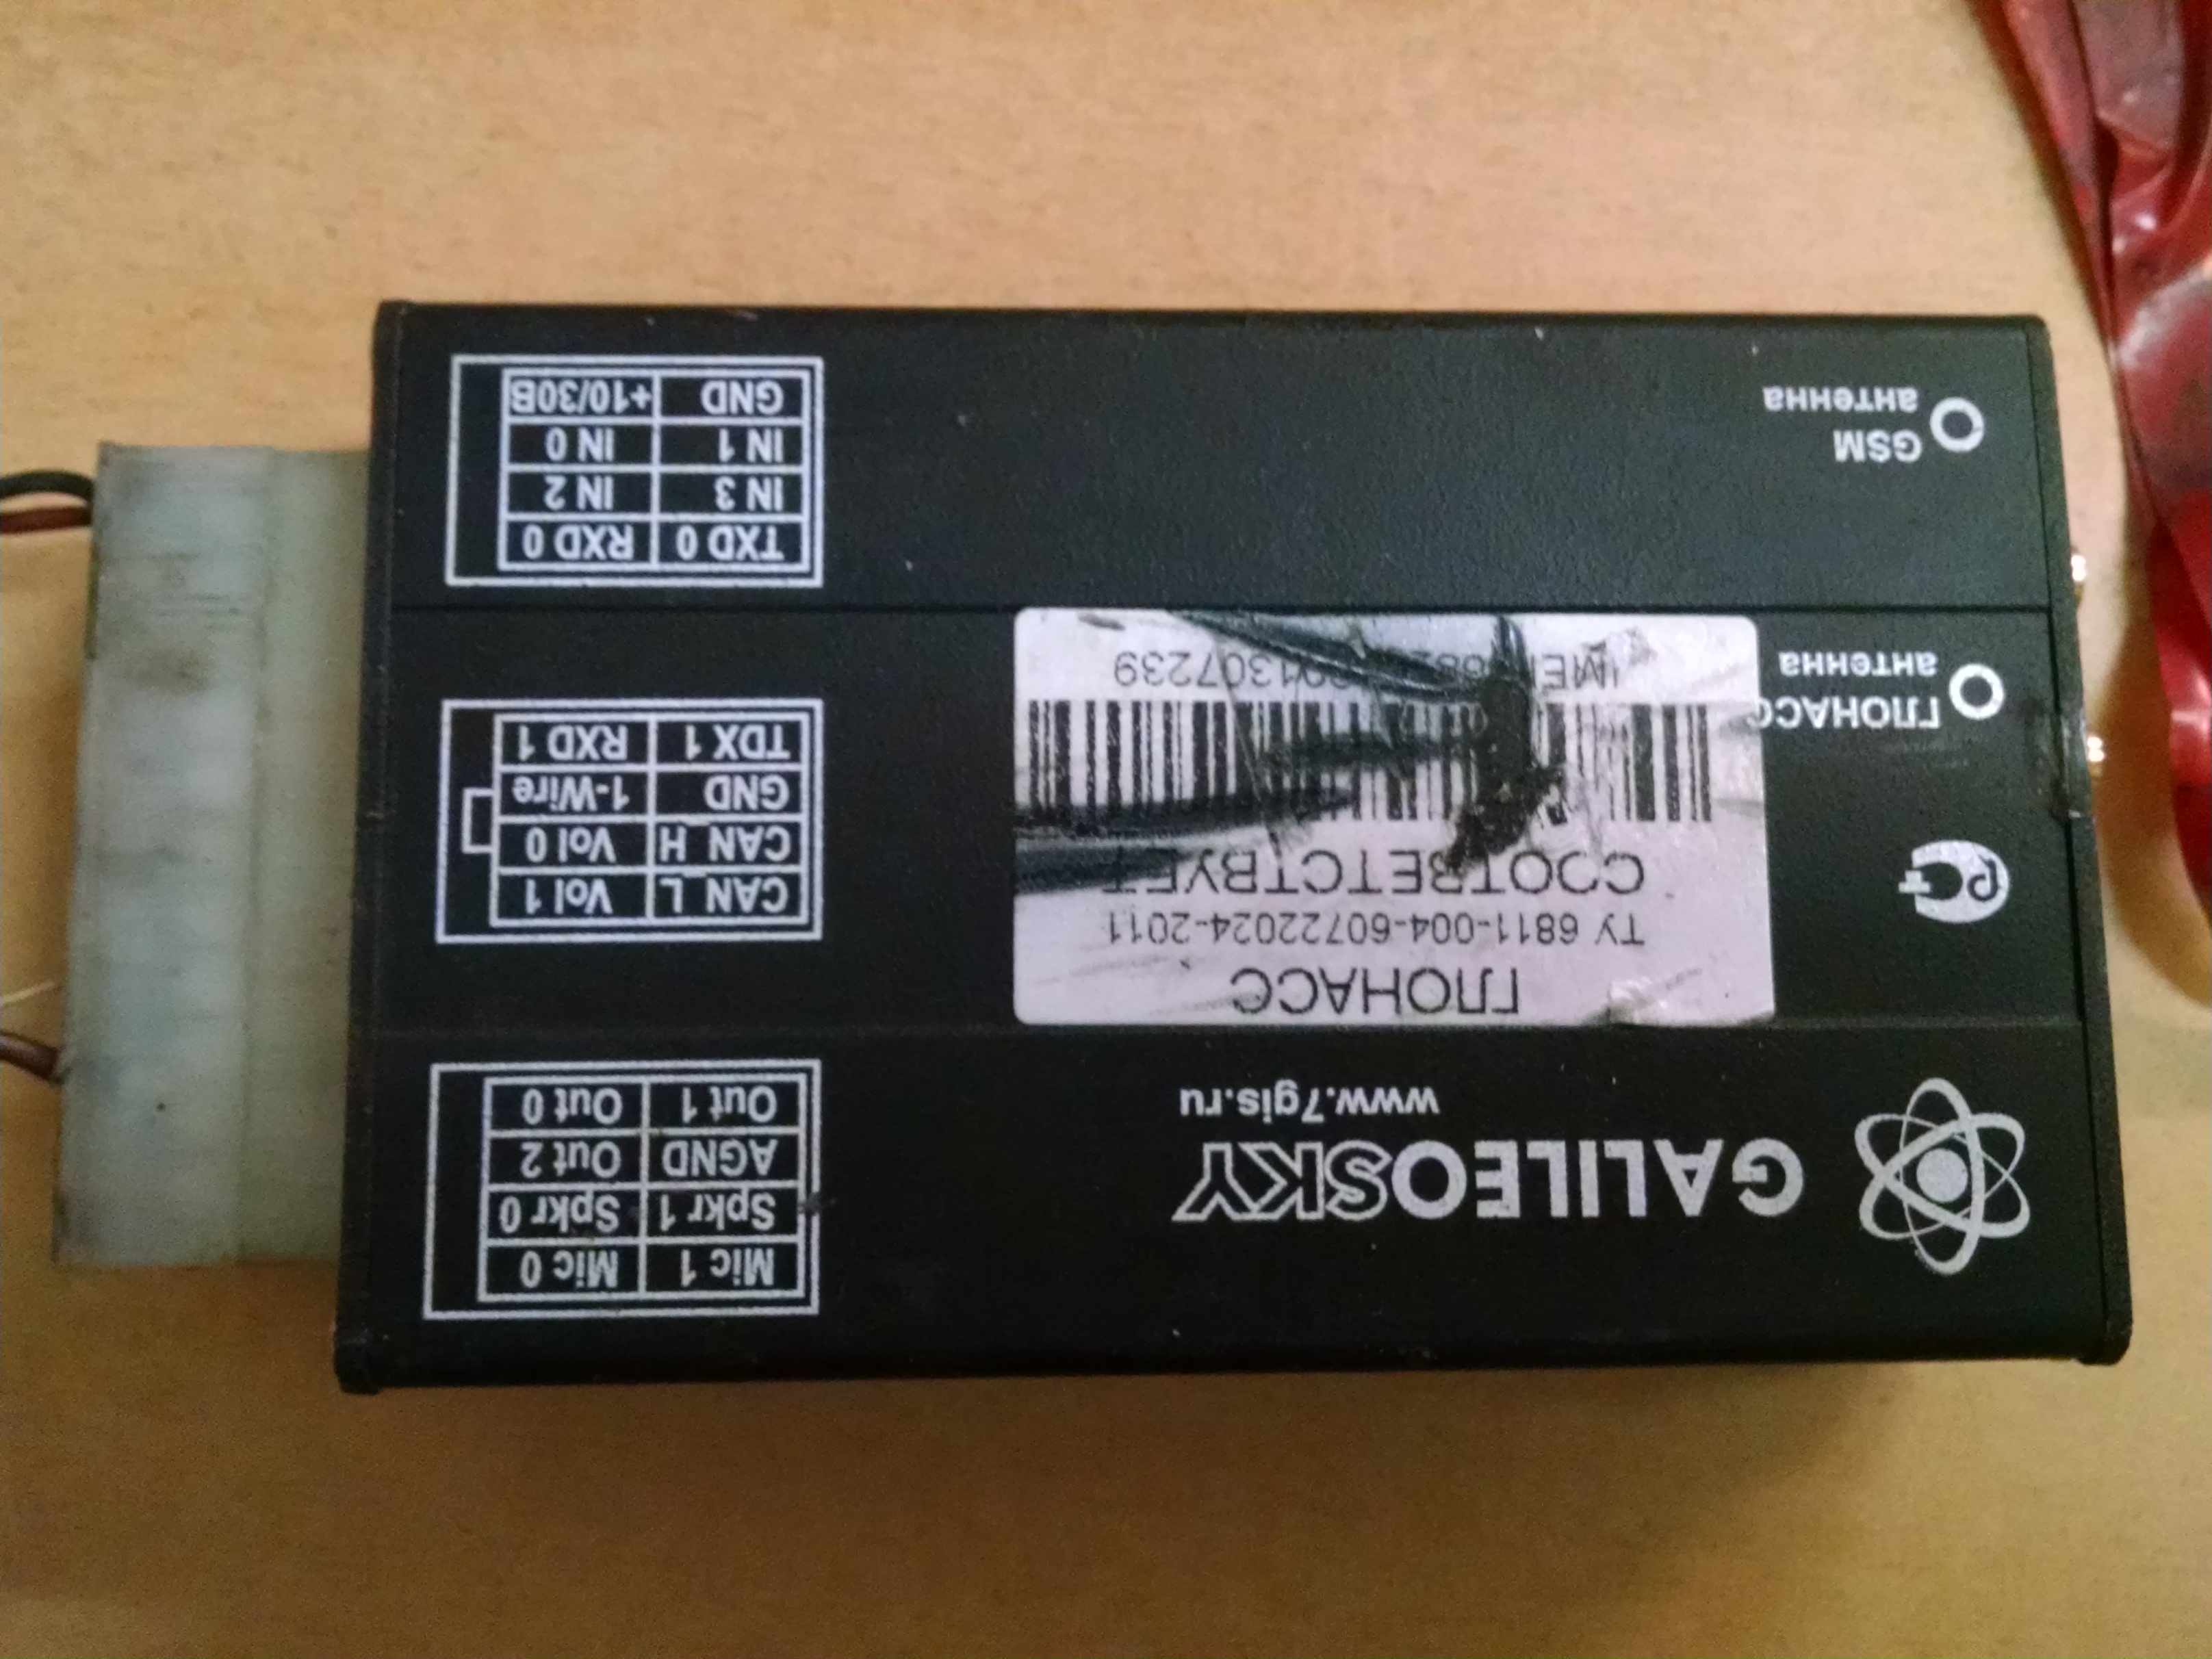 GALILEOSKY
www.7gis.ru
Mic 1 Mic 0
Spkr 1 Spkr 0
AGND Out 2
Out 1 Out 0
ГЛОНАСС
ТУ 6811-004-60722024-2011
СООТВЕТСТВУЕТ
ГЛОНАСС
антенна
CAN L Vol 1
CAN H Vol 0
GND 1-Wire
TDX 1 RXD 1
GSM
антенна
TXD 0 RXD 0
IN 3 IN 2
IN 1 IN 0
GND +10/30В